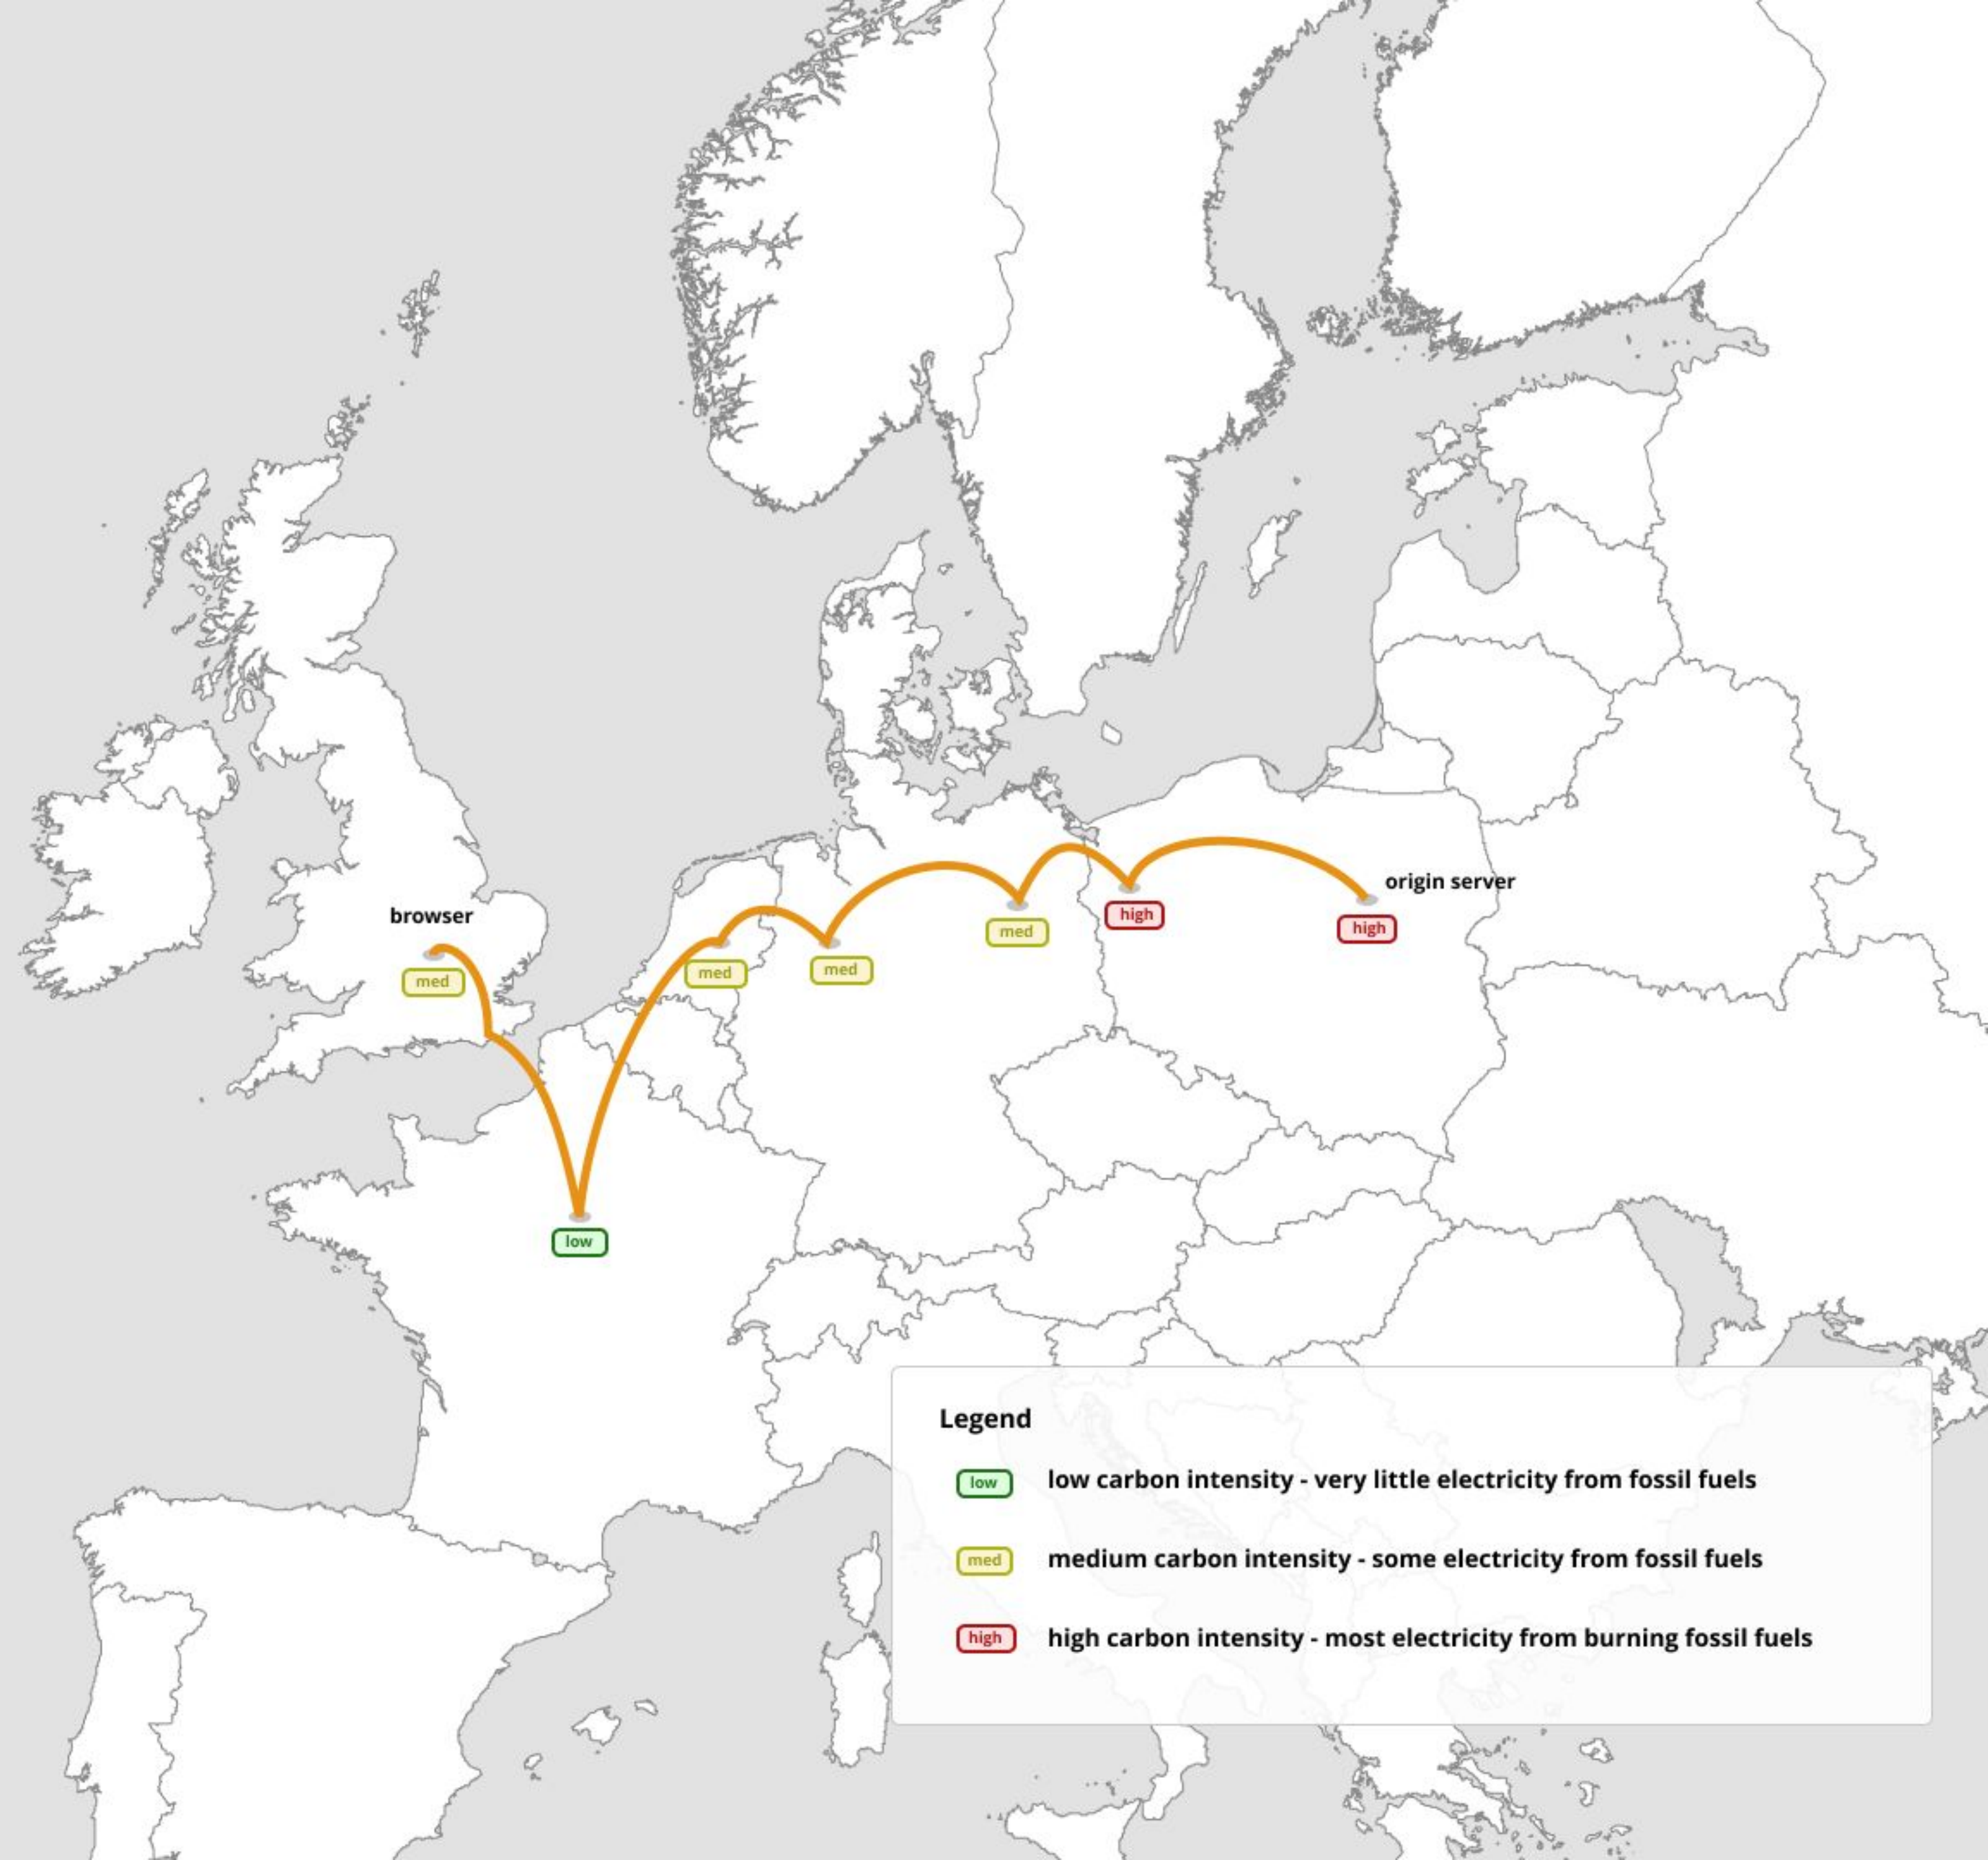 origin server
browser
high
high
med
med
med
med
low
Legend
low low carbon intensity - very little electricity from fossil fuels
med medium carbon intensity - some electricity from fossil fuels
high high carbon intensity - most electricity from burning fossil fuels